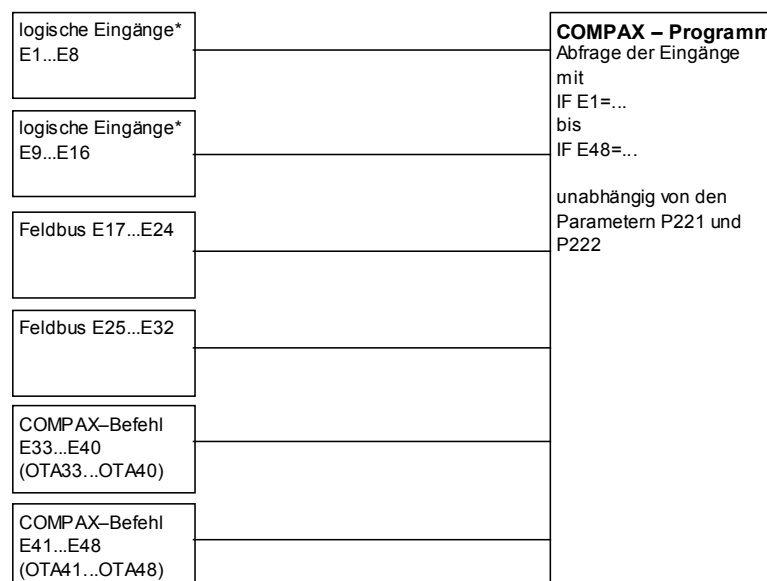 logische Eingänge*
E1...E8
logische Eingänge*
E9...E16
Feldbus E17...E24
Feldbus E25...E32
COMPAX–Befehl
E33...E40
(OTA33...OTA40)
COMPAX–Befehl
E41...E48
(OTA41...OTA48)
COMPAX – Programm
Abfrage der Eingänge
mit
IF E1=...
bis
IF E48=...
unabhängig von den
Parametern P221 und
P222